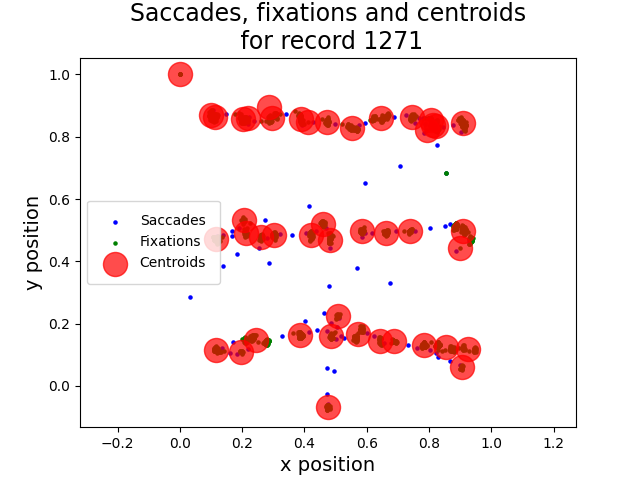 Saccades, fixations and centroids
for record 1271
y position
1.0
0.8
0.6
0.4
0.2
0.0
Saccades
Fixations
Centroids
−0.2
0.0
0.2
0.4
0.6
0.8
1.0
1.2
x position